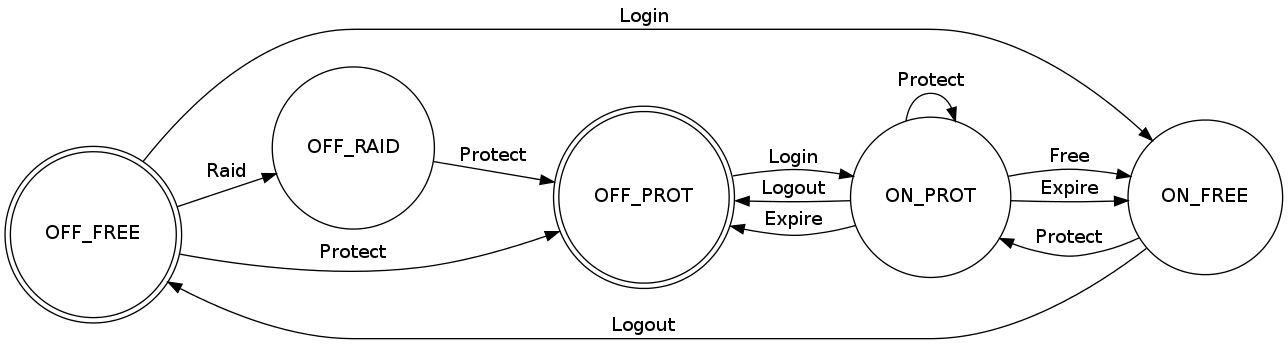 Login
Protect
OFF_RAID
Raid
Protect
Login
Free
Logout
Expire
OFF_FREE
OFF_PROT
ON_PROT
ON_FREE
Expire
Protect
Protect
Logout